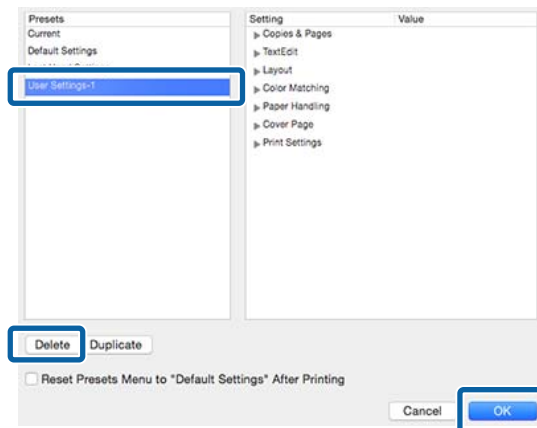 Presets
Current
Default Settings
User Settings-1
Setting Value
Copies & Pages
TextEdit
Layout
Color Matching
Paper Handling
Cover Page
Print Settings
Delete Duplicate
Reset Presets Menu to "Default Settings" After Printing
Cancel OK